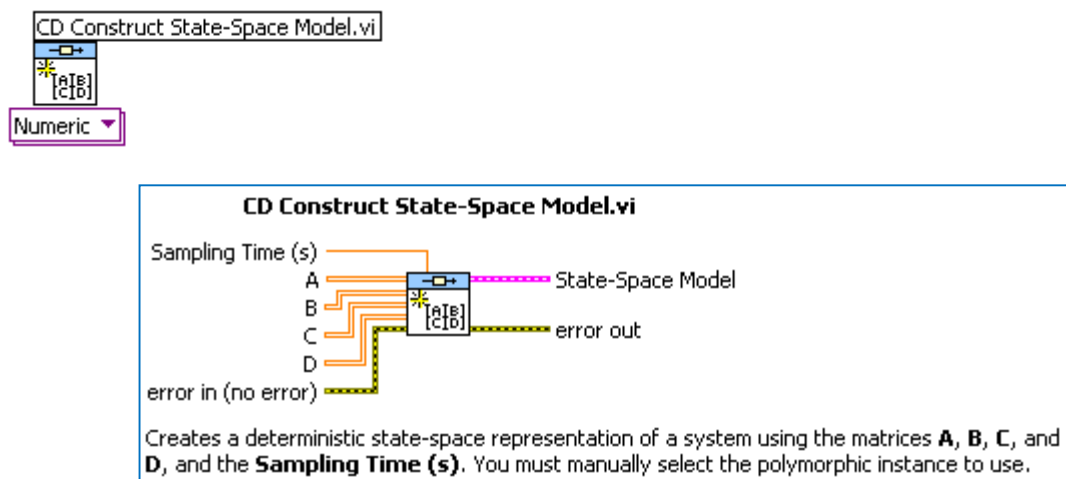 CD Construct State-Space Model.vi
[A|B]
[C|D]
Numeric
CD Construct State-Space Model.vi
Sampling Time (s)
A
B
C
D
error in (no error)
[A|B]
[C|D]
State-Space Model
error out
Creates a deterministic state-space representation of a system using the matrices A, B, C, and
D, and the Sampling Time (s). You must manually select the polymorphic instance to use.